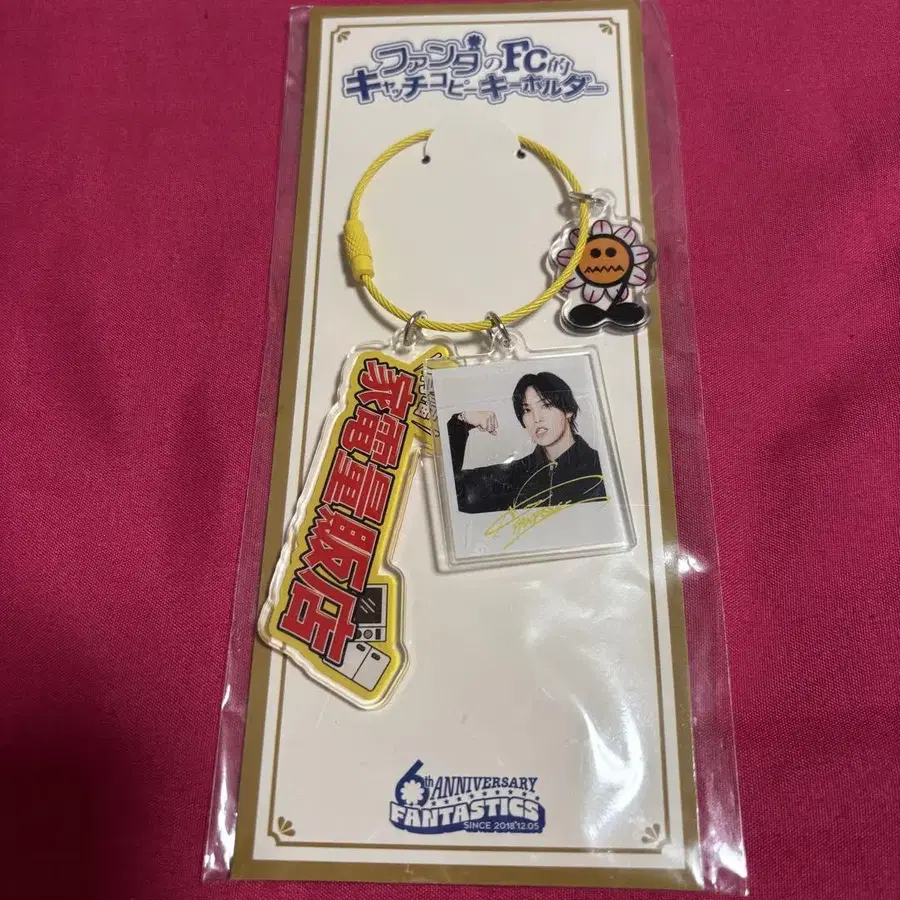 ファンタのFC的
キャッチコピーキーホルダー
家電量販店
6th ANNIVERSARY
FANTASTICS
SINCE 2018*12.05